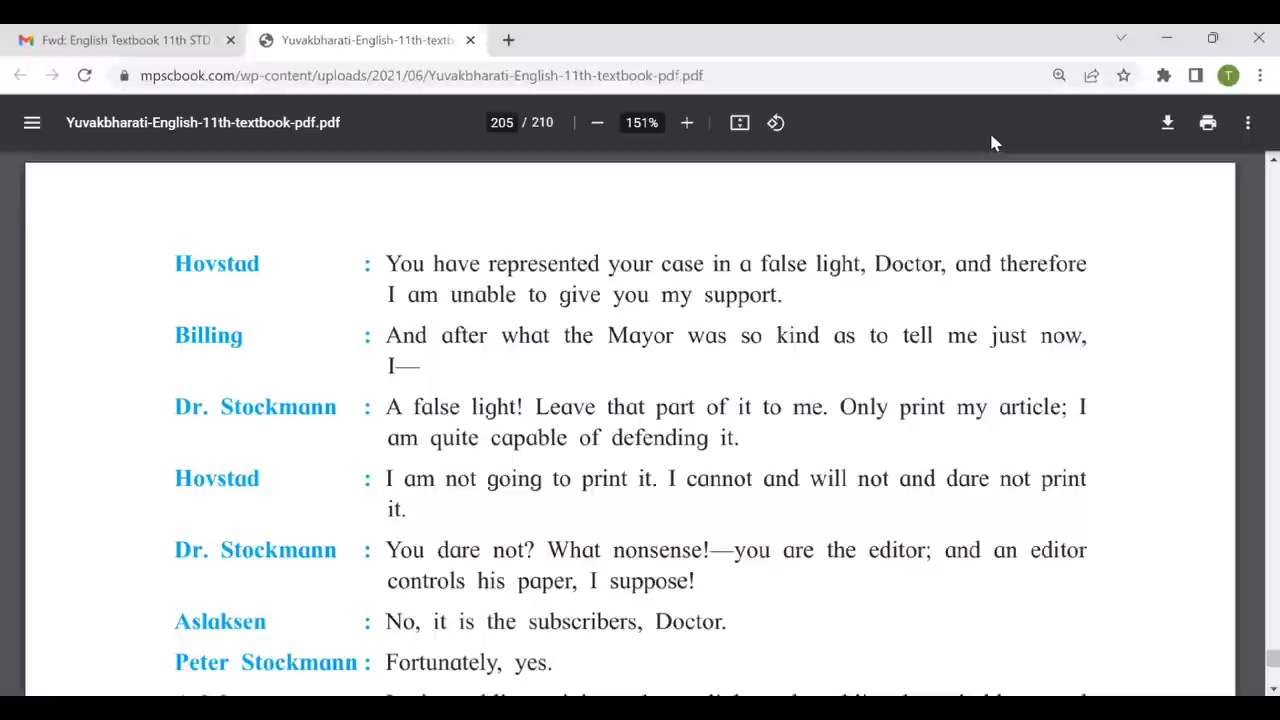 Fwd: English Textbook 11th STD
Yuvakbharati-English-11th-textb
mpscbook.com/wp-content/uploads/2021/06/Yuvakbharati-English-11th-textbook-pdf.pdf
T
Yuvakbharati-English-11th-textbook-pdf.pdf
205 / 210
151%
Hovstad : You have represented your case in a false light, Doctor, and therefore
I am unable to give you my support.
Billing : And after what the Mayor was so kind as to tell me just now,
I—
Dr. Stockmann : A false light! Leave that part of it to me. Only print my article; I
am quite capable of defending it.
Hovstad : I am not going to print it. I cannot and will not and dare not print
it.
Dr. Stockmann : You dare not? What nonsense!—you are the editor; and an editor
controls his paper, I suppose!
Aslaksen : No, it is the subscribers, Doctor.
Peter Stockmann : Fortunately, yes.